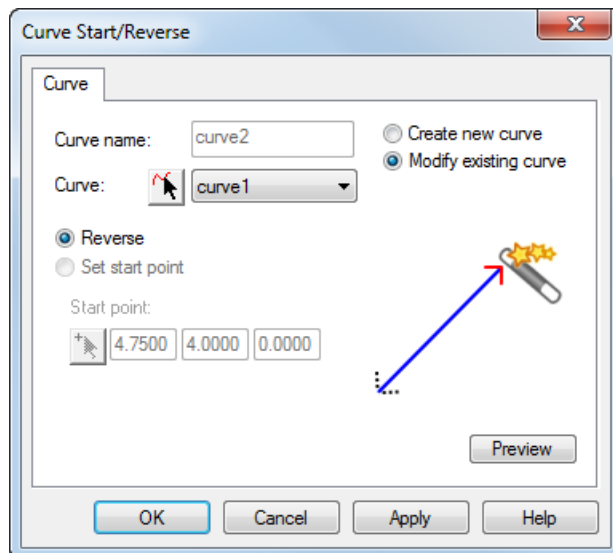 Curve Start/Reverse
Curve
Curve name: curve2
Create new curve
Modify existing curve
Curve: curve1
Reverse
Set start point
Start point:
4.7500 4.0000 0.0000
Preview
OK Cancel Apply Help